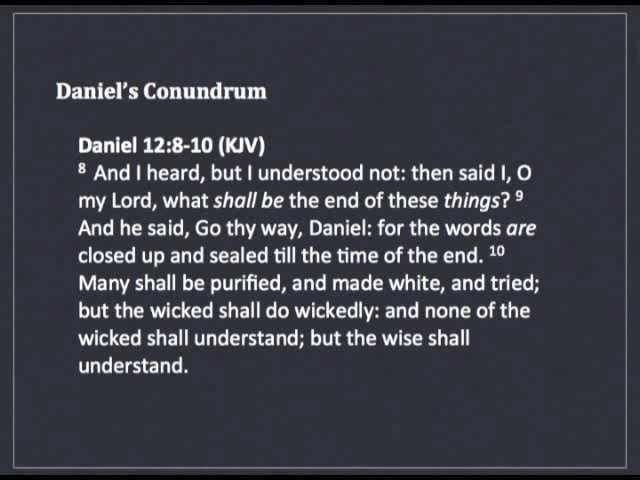 Daniel's Conundrum
Daniel 12:8-10 (KJV)
8 And I heard, but I understood not: then said I, O
my Lord, what shall be the end of these things? 9
And he said, Go thy way, Daniel: for the words are
closed up and sealed till the time of the end. 10
Many shall be purified, and made white, and tried;
but the wicked shall do wickedly: and none of the
wicked shall understand; but the wise shall
understand.